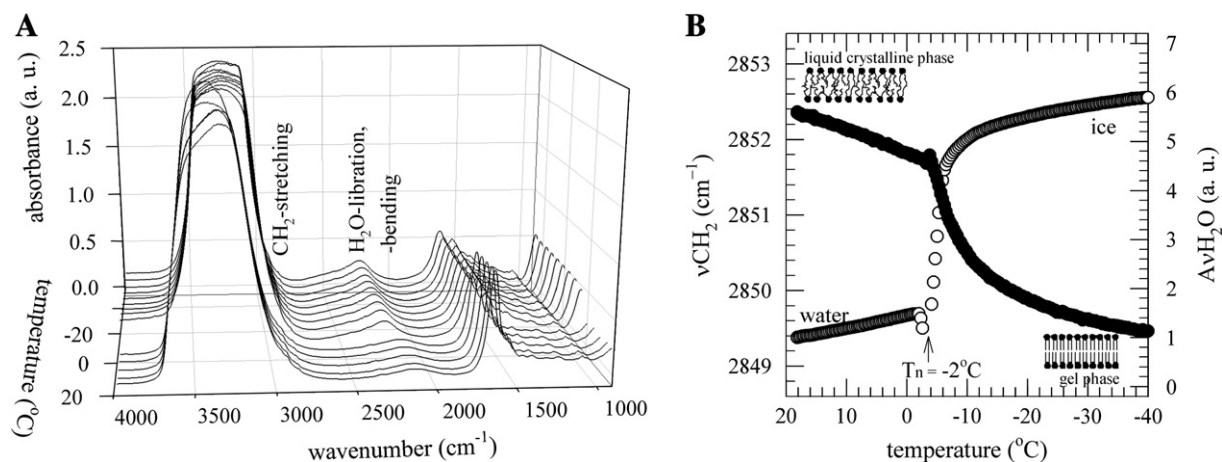 A
absorbance (a. u.)
2.5
2.0
1.5
1.0
0.5
0.0
-20
0
20
temperature (°C)
CH₂-stretching
H₂O-libration,
-bending
4000 3500 3000 2500 2000 1500 1000
wavenumber (cm⁻¹)
B
νCH₂ (cm⁻¹)
2853
2852
2851
2850
2849
liquid crystalline phase
ice
water
Tn = -2°C
gel phase
7
6
5
4
3
2
1
0
AvH₂O (a. u.)
20 10 0 -10 -20 -30 -40
temperature (°C)